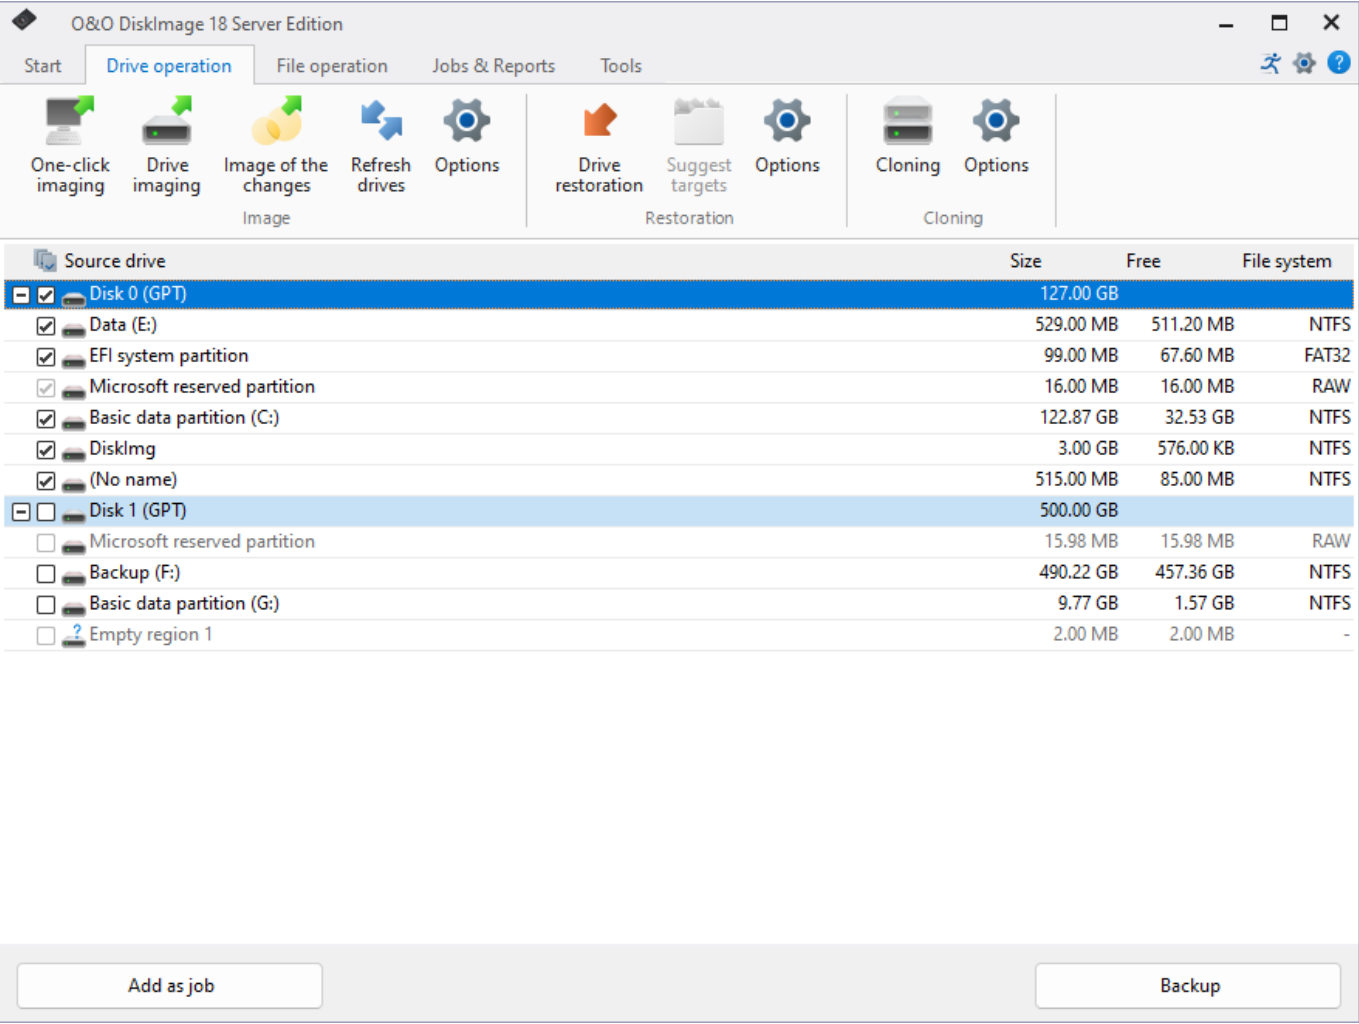 O&O DiskImage 18 Server Edition
Start Drive operation File operation Jobs & Reports Tools
?
One-click imaging
Drive imaging
Image of the changes
Refresh drives
Options
Image
Drive restoration
Suggest targets
Options
Restoration
Cloning
Options
Cloning
Source drive Size Free File system
Disk 0 (GPT) 127.00 GB
Data (E:) 529.00 MB 511.20 MB NTFS
EFI system partition 99.00 MB 67.60 MB FAT32
Microsoft reserved partition 16.00 MB 16.00 MB RAW
Basic data partition (C:) 122.87 GB 32.53 GB NTFS
DiskImg 3.00 GB 576.00 KB NTFS
(No name) 515.00 MB 85.00 MB NTFS
Disk 1 (GPT) 500.00 GB
Microsoft reserved partition 15.98 MB 15.98 MB RAW
Backup (F:) 490.22 GB 457.36 GB NTFS
Basic data partition (G:) 9.77 GB 1.57 GB NTFS
? Empty region 1 2.00 MB 2.00 MB -
Add as job Backup